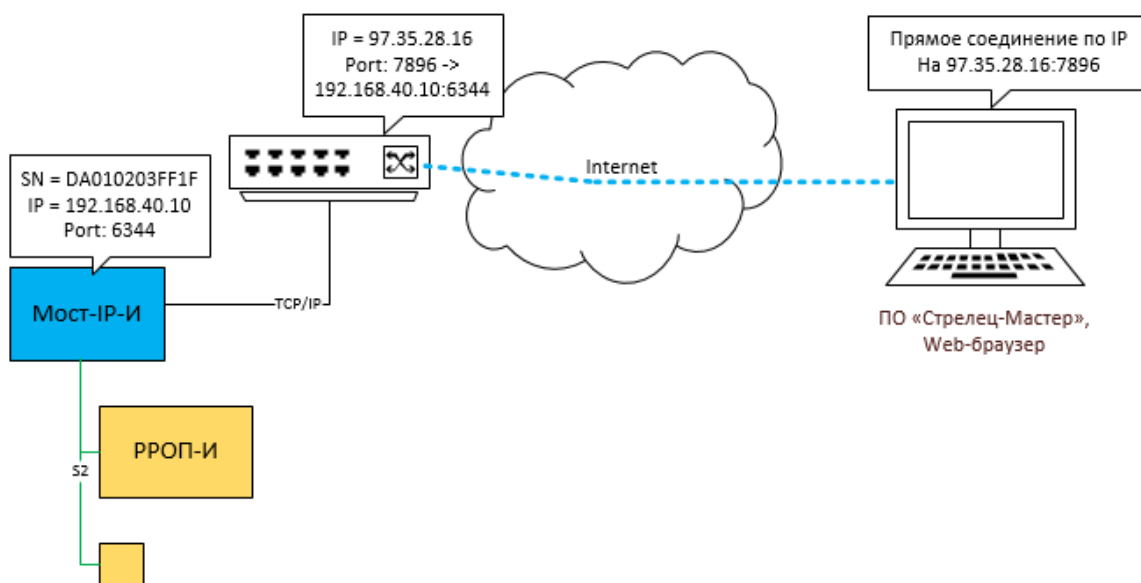 IP = 97.35.28.16
Port: 7896 ->
192.168.40.10:6344
Прямое соединение по IP
На 97.35.28.16:7896
Internet
SN = DA010203FF1F
IP = 192.168.40.10
Port: 6344
Мост-IP-И
TCP/IP
ПО «Стрелец-Мастер»,
Web-браузер
РРОП-И
S2